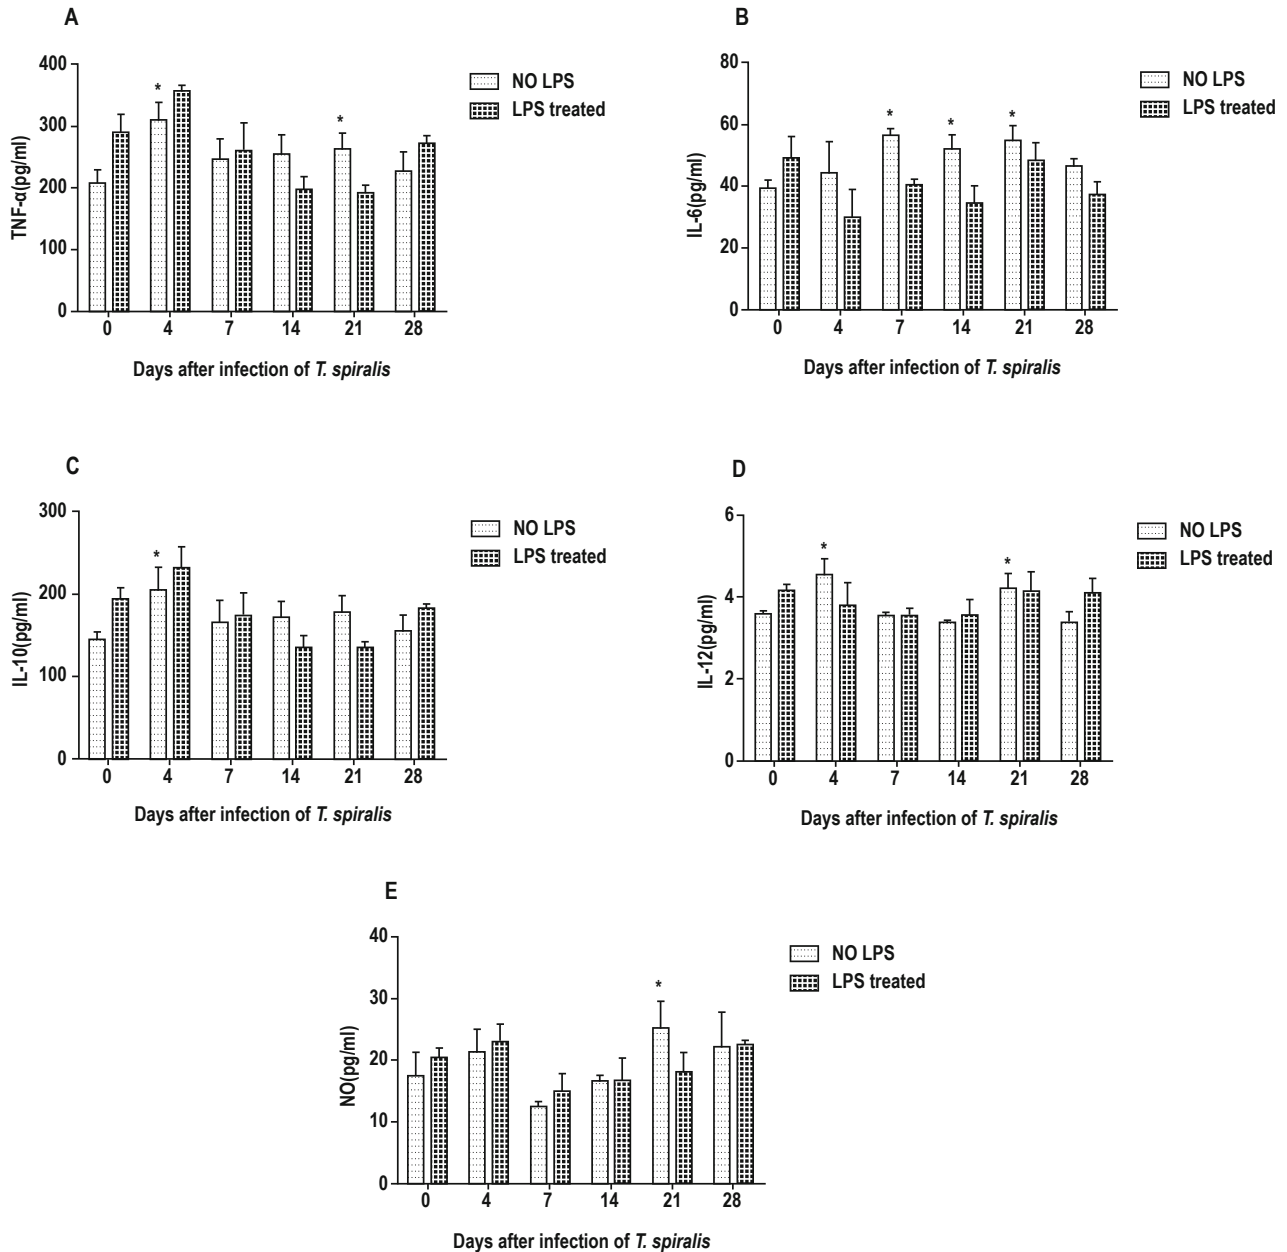 A
TNF-α(pg/ml)
400
300
200
100
0
*
*
0 4 7 14 21 28
Days after infection of T. spiralis
NO LPS
LPS treated
B
IL-6(pg/ml)
80
60
40
20
0
* * *
0 4 7 14 21 28
Days after infection of T. spiralis
NO LPS
LPS treated
C
IL-10(pg/ml)
300
200
100
0
*
0 4 7 14 21 28
Days after infection of T. spiralis
NO LPS
LPS treated
D
IL-12(pg/ml)
6
4
2
0
*
*
0 4 7 14 21 28
Days after infection of T. spiralis
NO LPS
LPS treated
E
NO(pg/ml)
40
30
20
10
0
*
0 4 7 14 21 28
Days after infection of T. spiralis
NO LPS
LPS treated